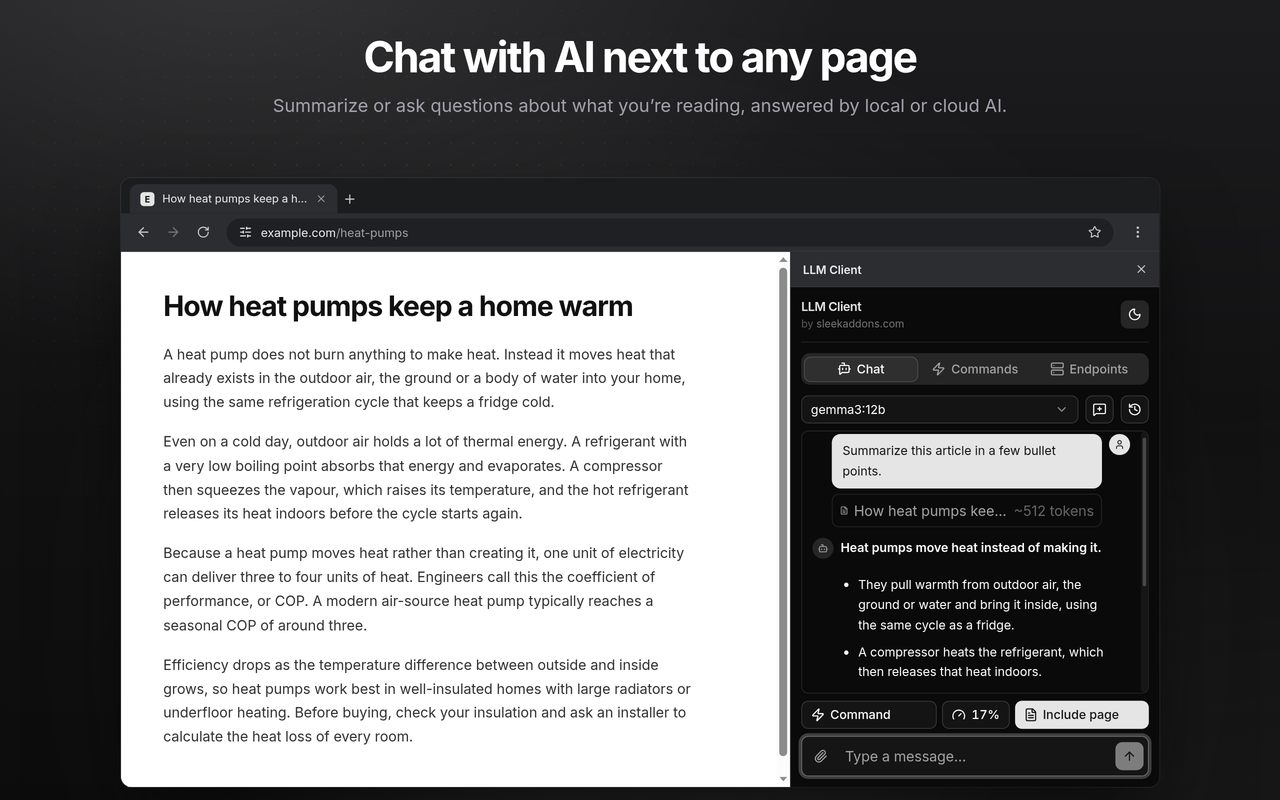 Chat with AI next to any page
Summarize or ask questions about what you’re reading, answered by local or cloud AI.
E
How heat pumps keep a h...
example.com/heat-pumps
How heat pumps keep a home warm
A heat pump does not burn anything to make heat. Instead it moves heat that
already exists in the outdoor air, the ground or a body of water into your home,
using the same refrigeration cycle that keeps a fridge cold.
Even on a cold day, outdoor air holds a lot of thermal energy. A refrigerant with
a very low boiling point absorbs that energy and evaporates. A compressor
then squeezes the vapour, which raises its temperature, and the hot refrigerant
releases its heat indoors before the cycle starts again.
Because a heat pump moves heat rather than creating it, one unit of electricity
can deliver three to four units of heat. Engineers call this the coefficient of
performance, or COP. A modern air-source heat pump typically reaches a
seasonal COP of around three.
Efficiency drops as the temperature difference between outside and inside
grows, so heat pumps work best in well-insulated homes with large radiators or
underfloor heating. Before buying, check your insulation and ask an installer to
calculate the heat loss of every room.
LLM Client
LLM Client
by sleekaddons.com
Chat
Commands
Endpoints
gemma3:12b
Summarize this article in a few bullet
points.
How heat pumps kee... ~512 tokens
Heat pumps move heat instead of making it.
• They pull warmth from outdoor air, the
ground or water and bring it inside, using
the same cycle as a fridge.
• A compressor heats the refrigerant, which
then releases that heat indoors.
Command
17%
Include page
Type a message...